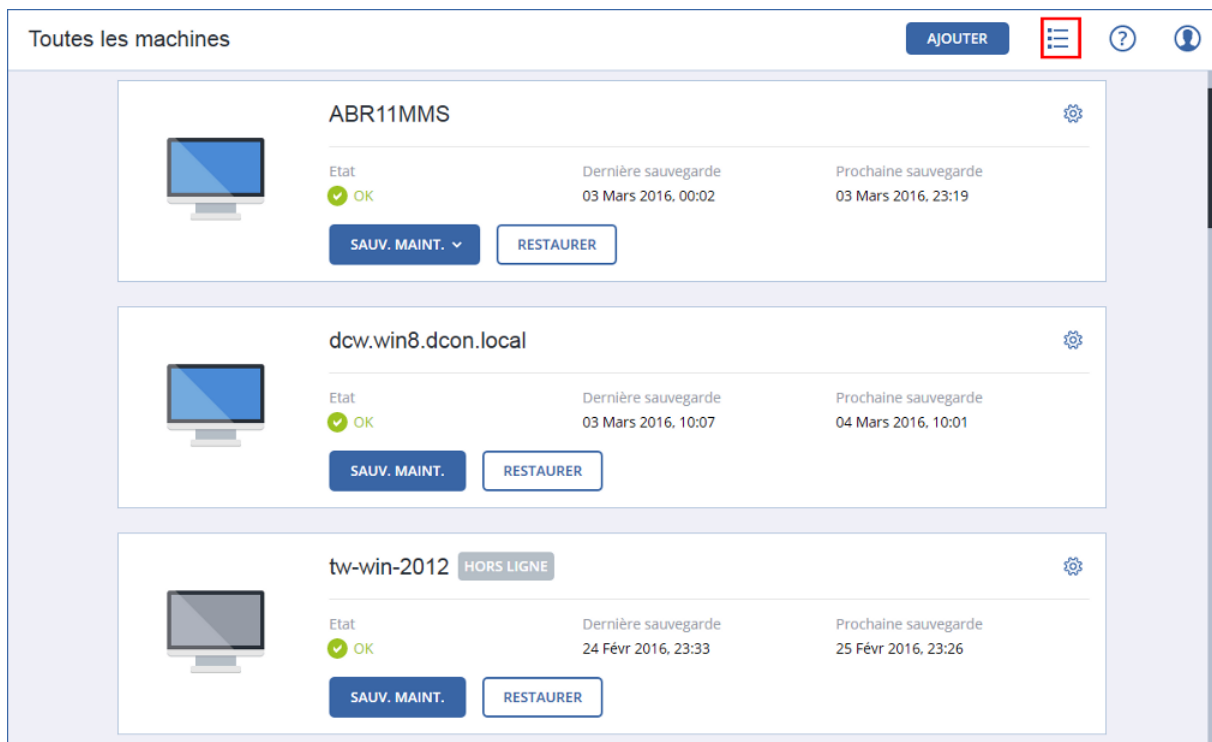 Toutes les machines
AJOUTER
?
ABR11MMS
Etat Dernière sauvegarde Prochaine sauvegarde
OK 03 Mars 2016, 00:02 03 Mars 2016, 23:19
SAUV. MAINT. RESTAURER
dcw.win8.dcon.local
Etat Dernière sauvegarde Prochaine sauvegarde
OK 03 Mars 2016, 10:07 04 Mars 2016, 10:01
SAUV. MAINT. RESTAURER
tw-win-2012 HORS LIGNE
Etat Dernière sauvegarde Prochaine sauvegarde
OK 24 Févr 2016, 23:33 25 Févr 2016, 23:26
SAUV. MAINT. RESTAURER